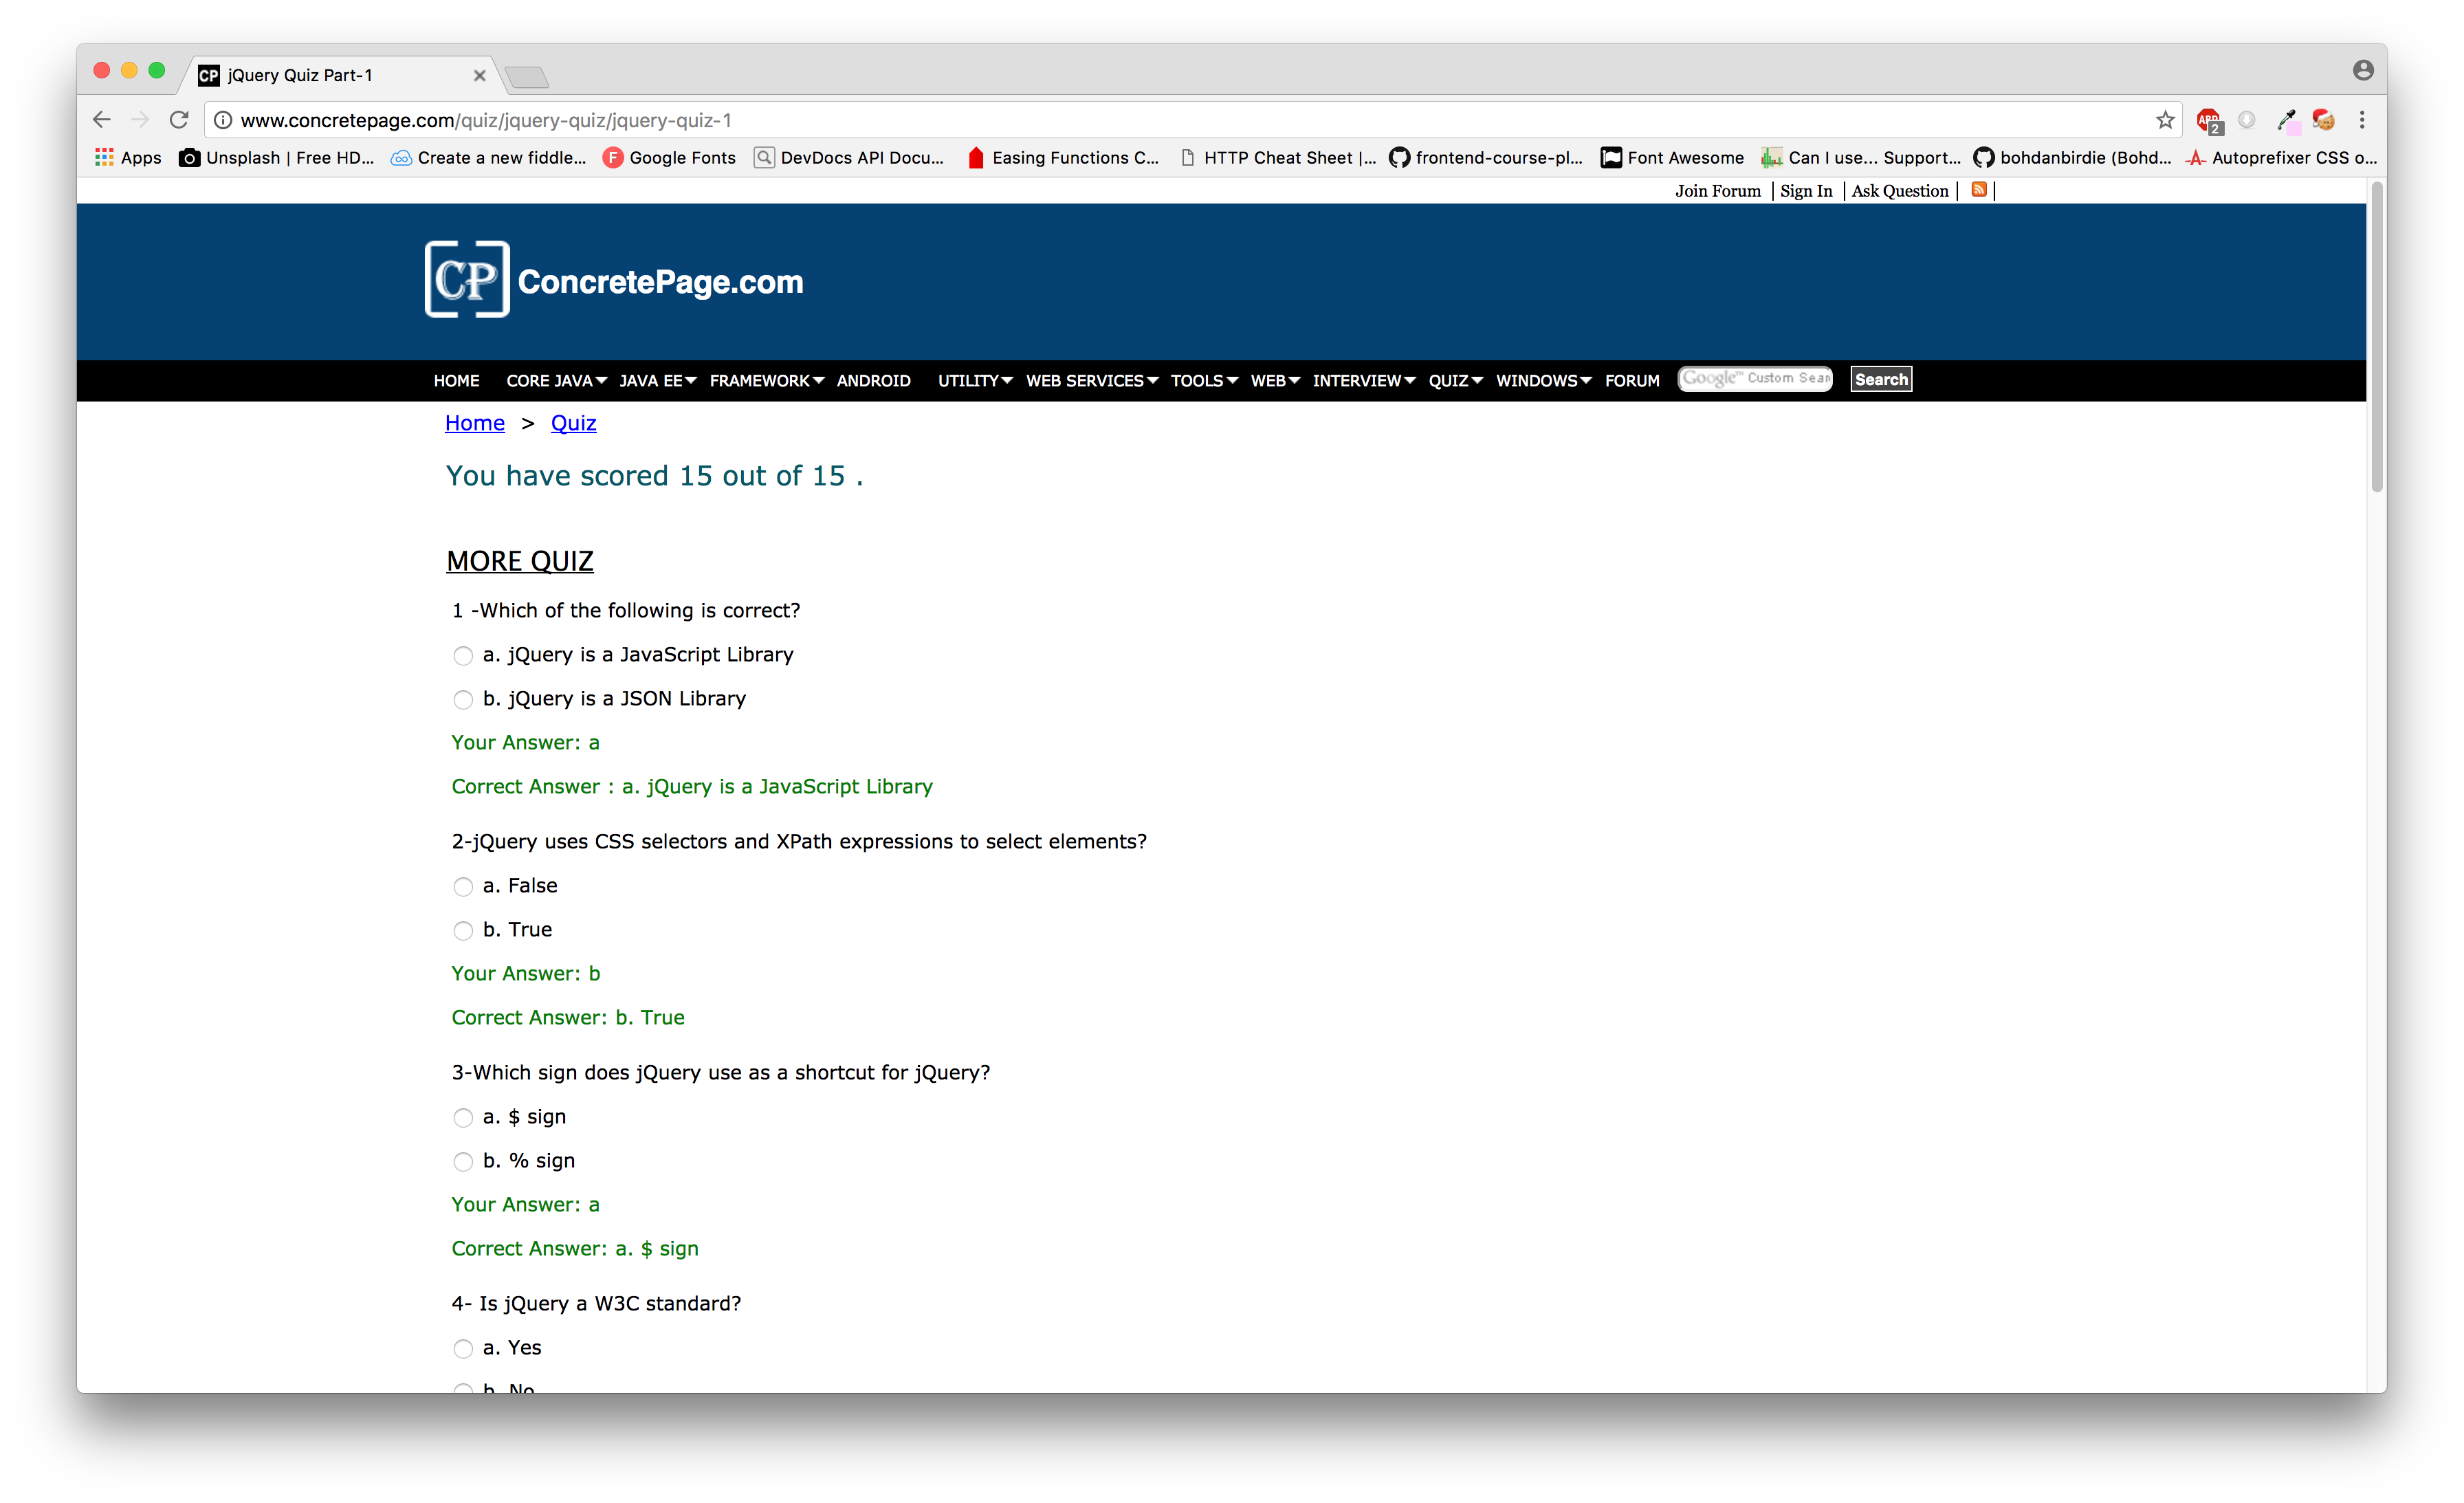 CP jQuery Quiz Part-1
www.concretepage.com/quiz/jquery-quiz/jquery-quiz-1
ABP 2
Apps Unsplash | Free HD... Create a new fiddle... F Google Fonts DevDocs API Docu... Easing Functions C... HTTP Cheat Sheet |... frontend-course-pl... Font Awesome Can I use... Support... bohdanbirdie (Bohd... Autoprefixer CSS o...
Join Forum | Sign In | Ask Question | |
CP ConcretePage.com
HOME CORE JAVA JAVA EE FRAMEWORK ANDROID UTILITY WEB SERVICES TOOLS WEB INTERVIEW QUIZ WINDOWS FORUM Google™ Custom Sear Search
Home > Quiz
You have scored 15 out of 15 .
MORE QUIZ
1 -Which of the following is correct?
a. jQuery is a JavaScript Library
b. jQuery is a JSON Library
Your Answer: a
Correct Answer : a. jQuery is a JavaScript Library
2-jQuery uses CSS selectors and XPath expressions to select elements?
a. False
b. True
Your Answer: b
Correct Answer: b. True
3-Which sign does jQuery use as a shortcut for jQuery?
a. $ sign
b. % sign
Your Answer: a
Correct Answer: a. $ sign
4- Is jQuery a W3C standard?
a. Yes
b. No